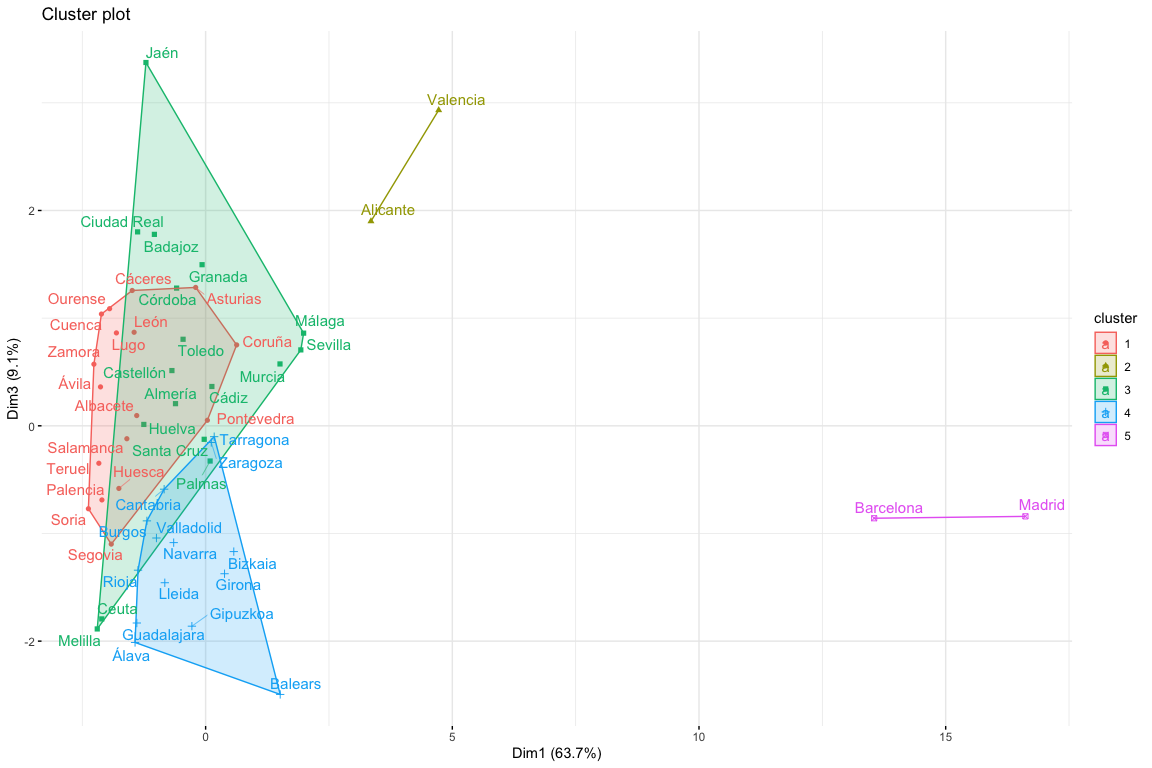 Cluster plot
Jaén
Valencia
Alicante
Ciudad Real
Badajoz
Granada
Cáceres
Córdoba
Asturias
Ourense
León
Cuenca
Lugo
Málaga
Coruña
Sevilla
Zamora
Toledo
Castellón
Murcia
Ávila
Almería
Cádiz
Albacete
Pontevedra
Huelva
Tarragona
Salamanca
Santa Cruz
Zaragoza
Teruel
Huesca
Palmas
Palencia
Cantabria
Soria
Burgos
Valladolid
Segovia
Navarra
Bizkaia
Rioja
Girona
Lleida
Ceuta
Gipuzkoa
Melilla
Guadalajara
Álava
Balears
Barcelona
Madrid
2
0
-2
Dim3 (9.1%)
0
5
10
15
Dim1 (63.7%)
cluster
a 1
a 2
a 3
a 4
a 5